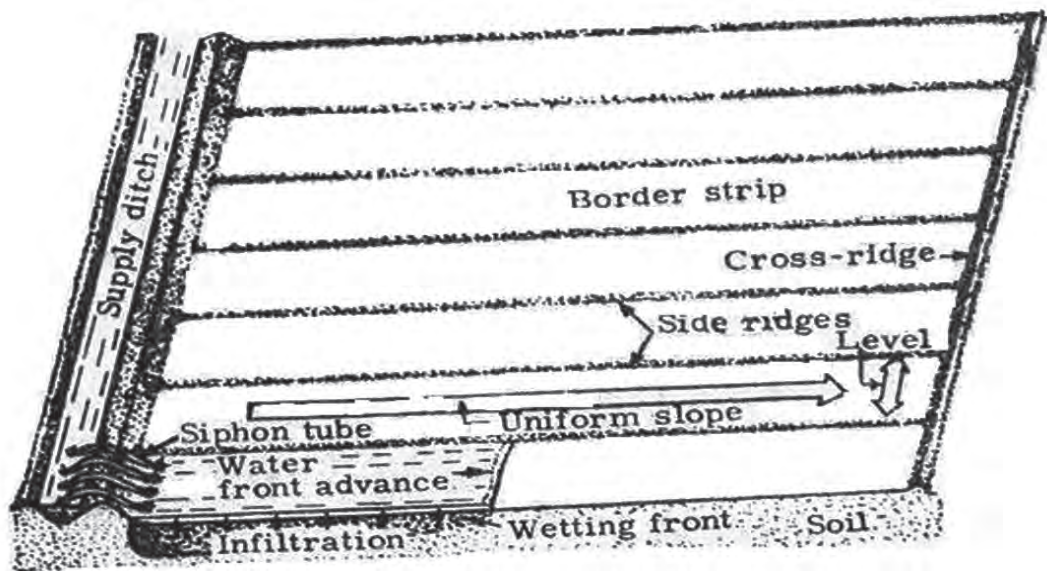 Supply ditch
Border strip
Cross-ridge
Side ridges
Level
Uniform slope
Siphon tube
Water
front advance
Wetting front
Soil
Infiltration